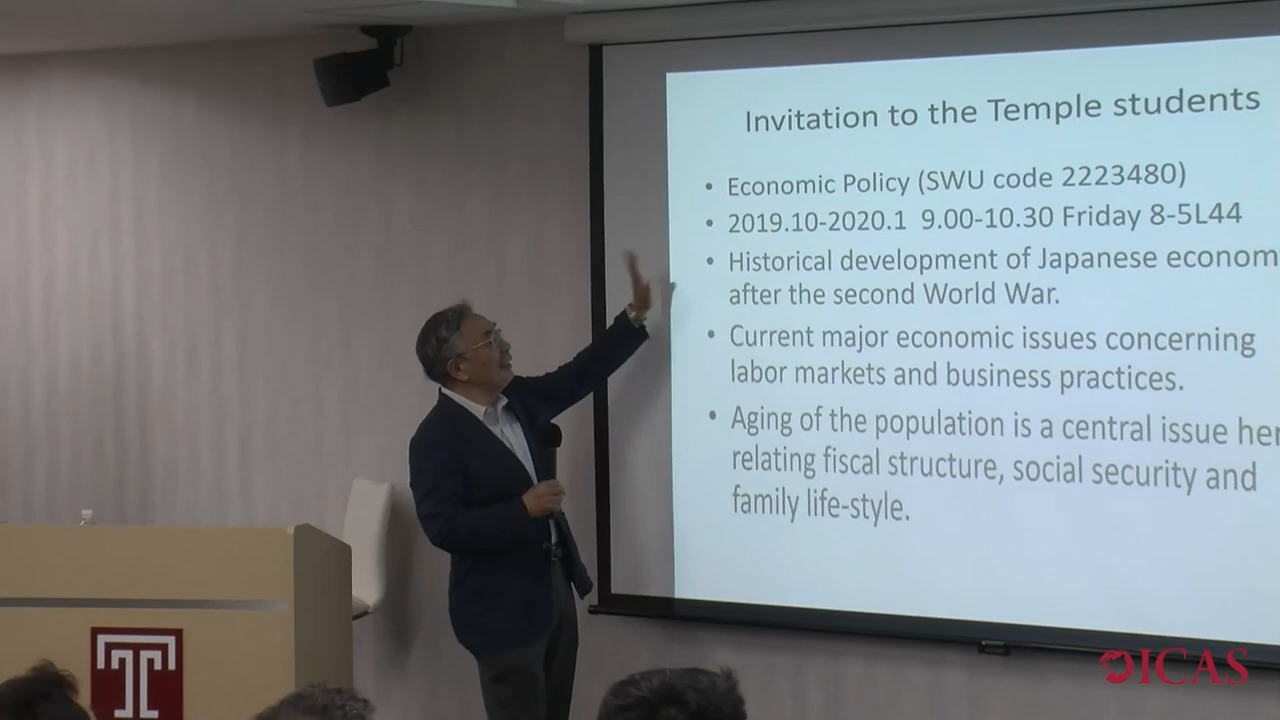 Invitation to the Temple students
• Economic Policy (SWU code 2223480)
• 2019.10-2020.1 9.00-10.30 Friday 8-5L44
• Historical development of Japanese econom
after the second World War.
• Current major economic issues concerning
labor markets and business practices.
• Aging of the population is a central issue her
relating fiscal structure, social security and
family life-style.
T
ICAS